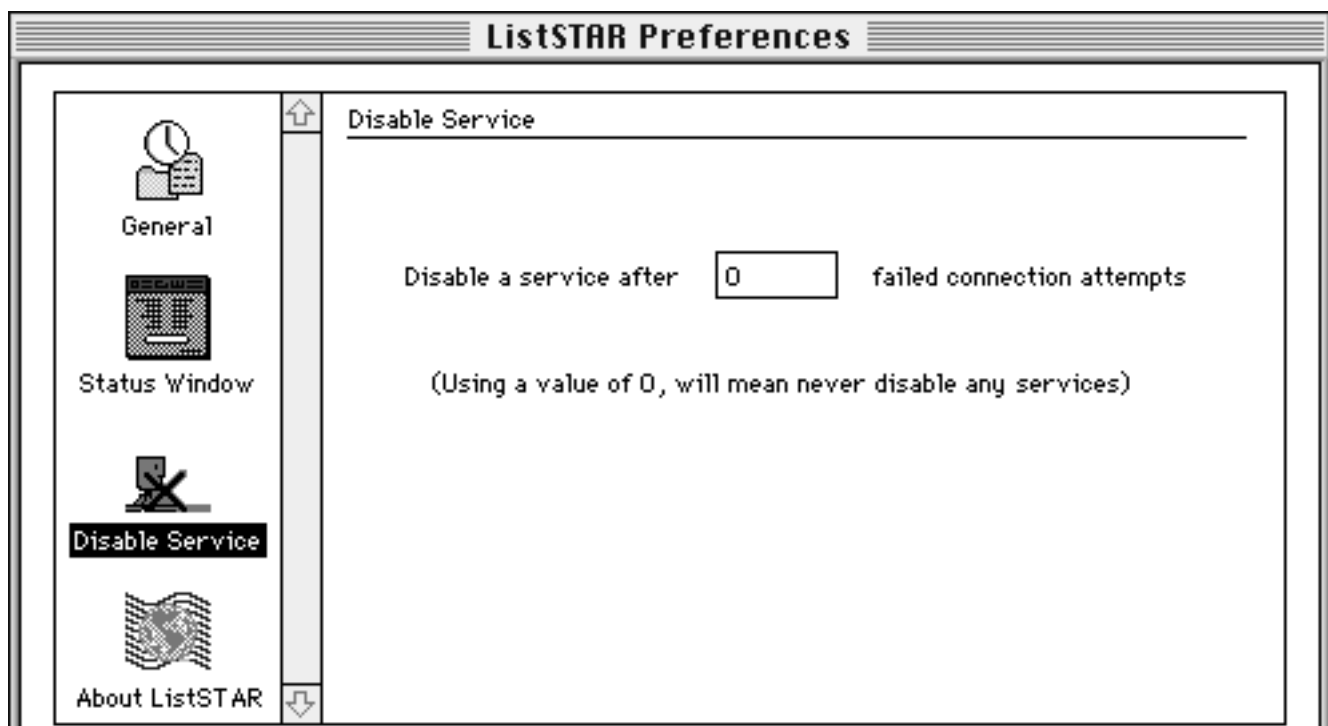 ListSTAR Preferences
General
Status Window
Disable Service
About ListSTAR
Disable Service
Disable a service after 0 failed connection attempts
(Using a value of 0, will mean never disable any services)